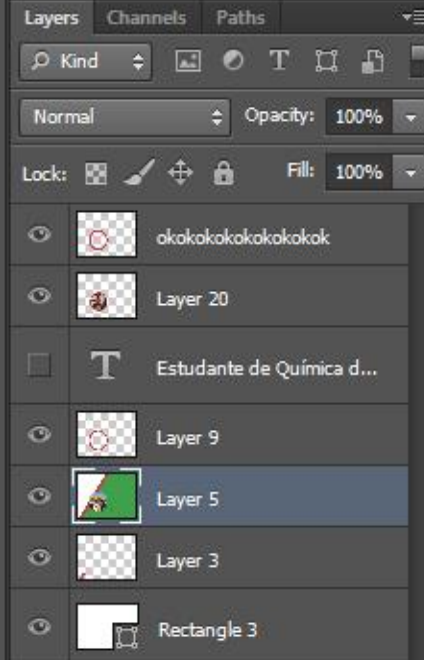 Layers Channels Paths
Kind T
Normal Opacity: 100%
Lock: Fill: 100%
okokokokokokokokok
Layer 20
T Estudante de Química d...
Layer 9
Layer 5
Layer 3
Rectangle 3